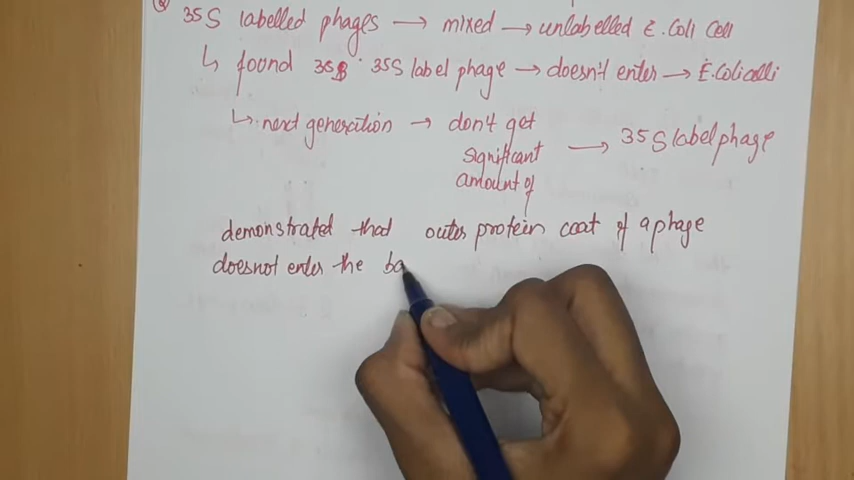 35S labelled phages → mixed → unlabelled E.Coli Cell
↳ found 35S 35S label phage → doesn't enter → E.Coli cell
↳ next generation → don't get significant amount of → 35S label phage
demonstrated that outer protein coat of a phage
doesnot enter the ba